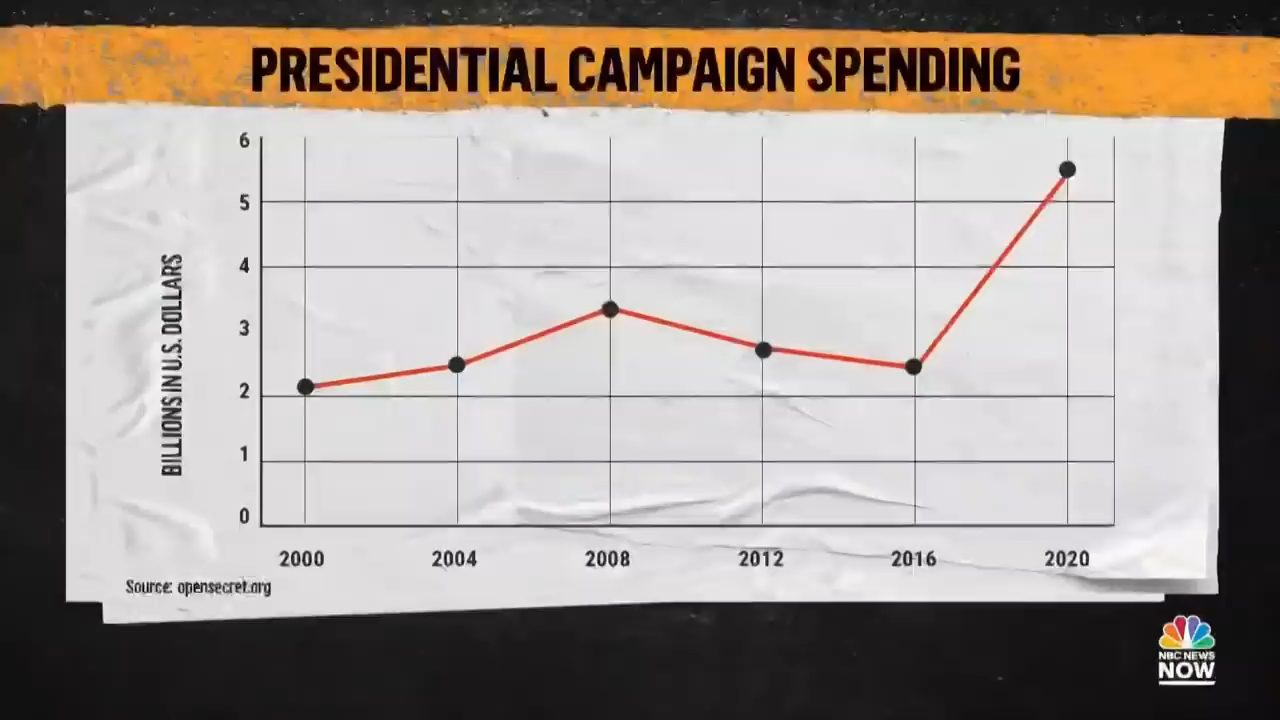 PRESIDENTIAL CAMPAIGN SPENDING
BILLIONS IN U.S. DOLLARS
6
5
4
3
2
1
0
2000 2004 2008 2012 2016 2020
Source: opensecret.org
NBC NEWS
NOW